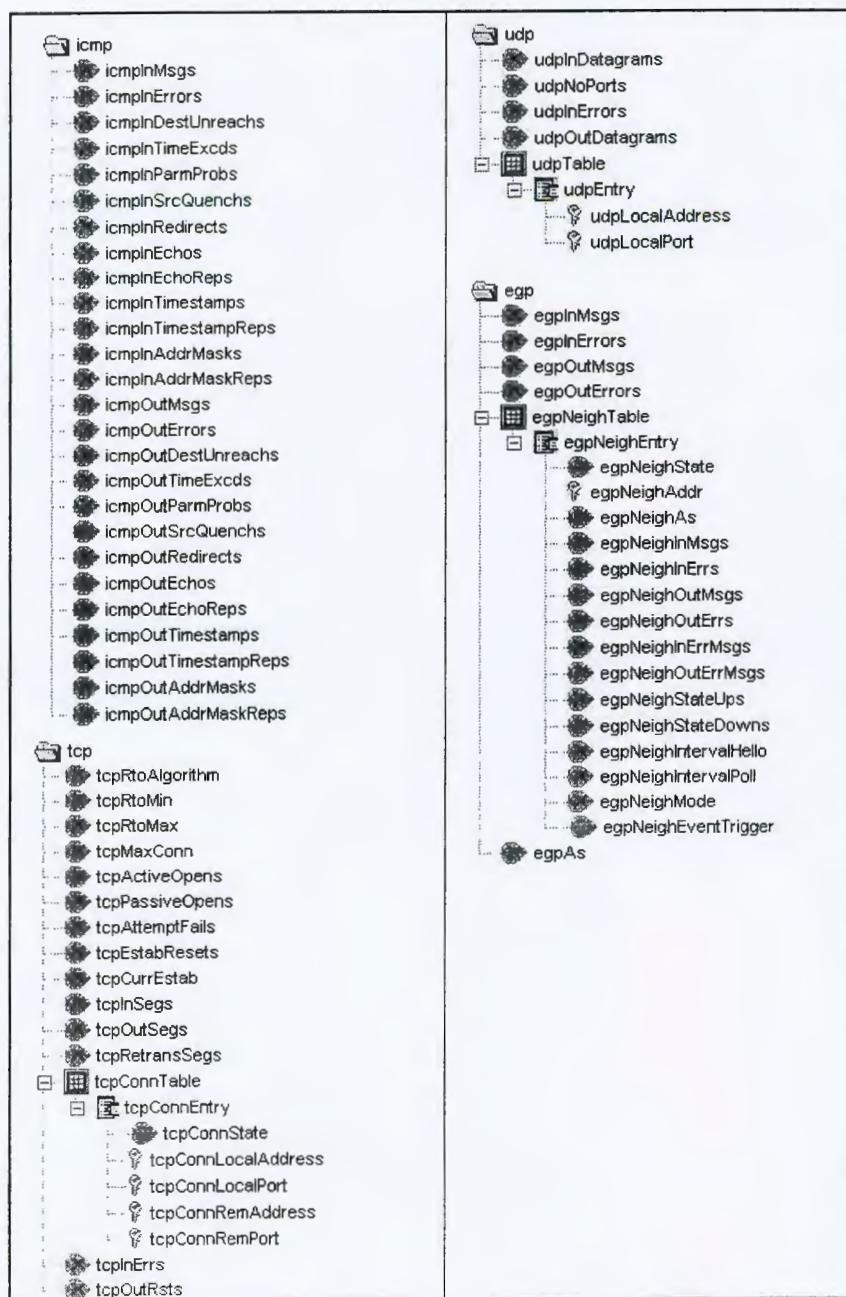 icmp
icmpInMsgs
icmpInErrors
icmpInDestUnreachs
icmpInTimeExcds
icmpInParmProbs
icmpInSrcQuenchs
icmpInRedirects
icmpInEchos
icmpInEchoReps
icmpInTimestamps
icmpInTimestampReps
icmpInAddrMasks
icmpInAddrMaskReps
icmpOutMsgs
icmpOutErrors
icmpOutDestUnreachs
icmpOutTimeExcds
icmpOutParmProbs
icmpOutSrcQuenchs
icmpOutRedirects
icmpOutEchos
icmpOutEchoReps
icmpOutTimestamps
icmpOutTimestampReps
icmpOutAddrMasks
icmpOutAddrMaskReps
tcp
tcpRtoAlgorithm
tcpRtoMin
tcpRtoMax
tcpMaxConn
tcpActiveOpens
tcpPassiveOpens
tcpAttemptFails
tcpEstabResets
tcpCurrEstab
tcpInSegs
tcpOutSegs
tcpRetransSegs
tcpConnTable
tcpConnEntry
tcpConnState
tcpConnLocalAddress
tcpConnLocalPort
tcpConnRemAddress
tcpConnRemPort
tcpInErrs
tcpOutRsts
udp
udpInDatagrams
udpNoPorts
udpInErrors
udpOutDatagrams
udpTable
udpEntry
udpLocalAddress
udpLocalPort
egp
egpInMsgs
egpInErrors
egpOutMsgs
egpOutErrors
egpNeighTable
egpNeighEntry
egpNeighState
egpNeighAddr
egpNeighAs
egpNeighInMsgs
egpNeighInErrs
egpNeighOutMsgs
egpNeighOutErrs
egpNeighInErrMsgs
egpNeighOutErrMsgs
egpNeighStateUps
egpNeighStateDowns
egpNeighIntervalHello
egpNeighIntervalPoll
egpNeighMode
egpNeighEventTrigger
egpAs